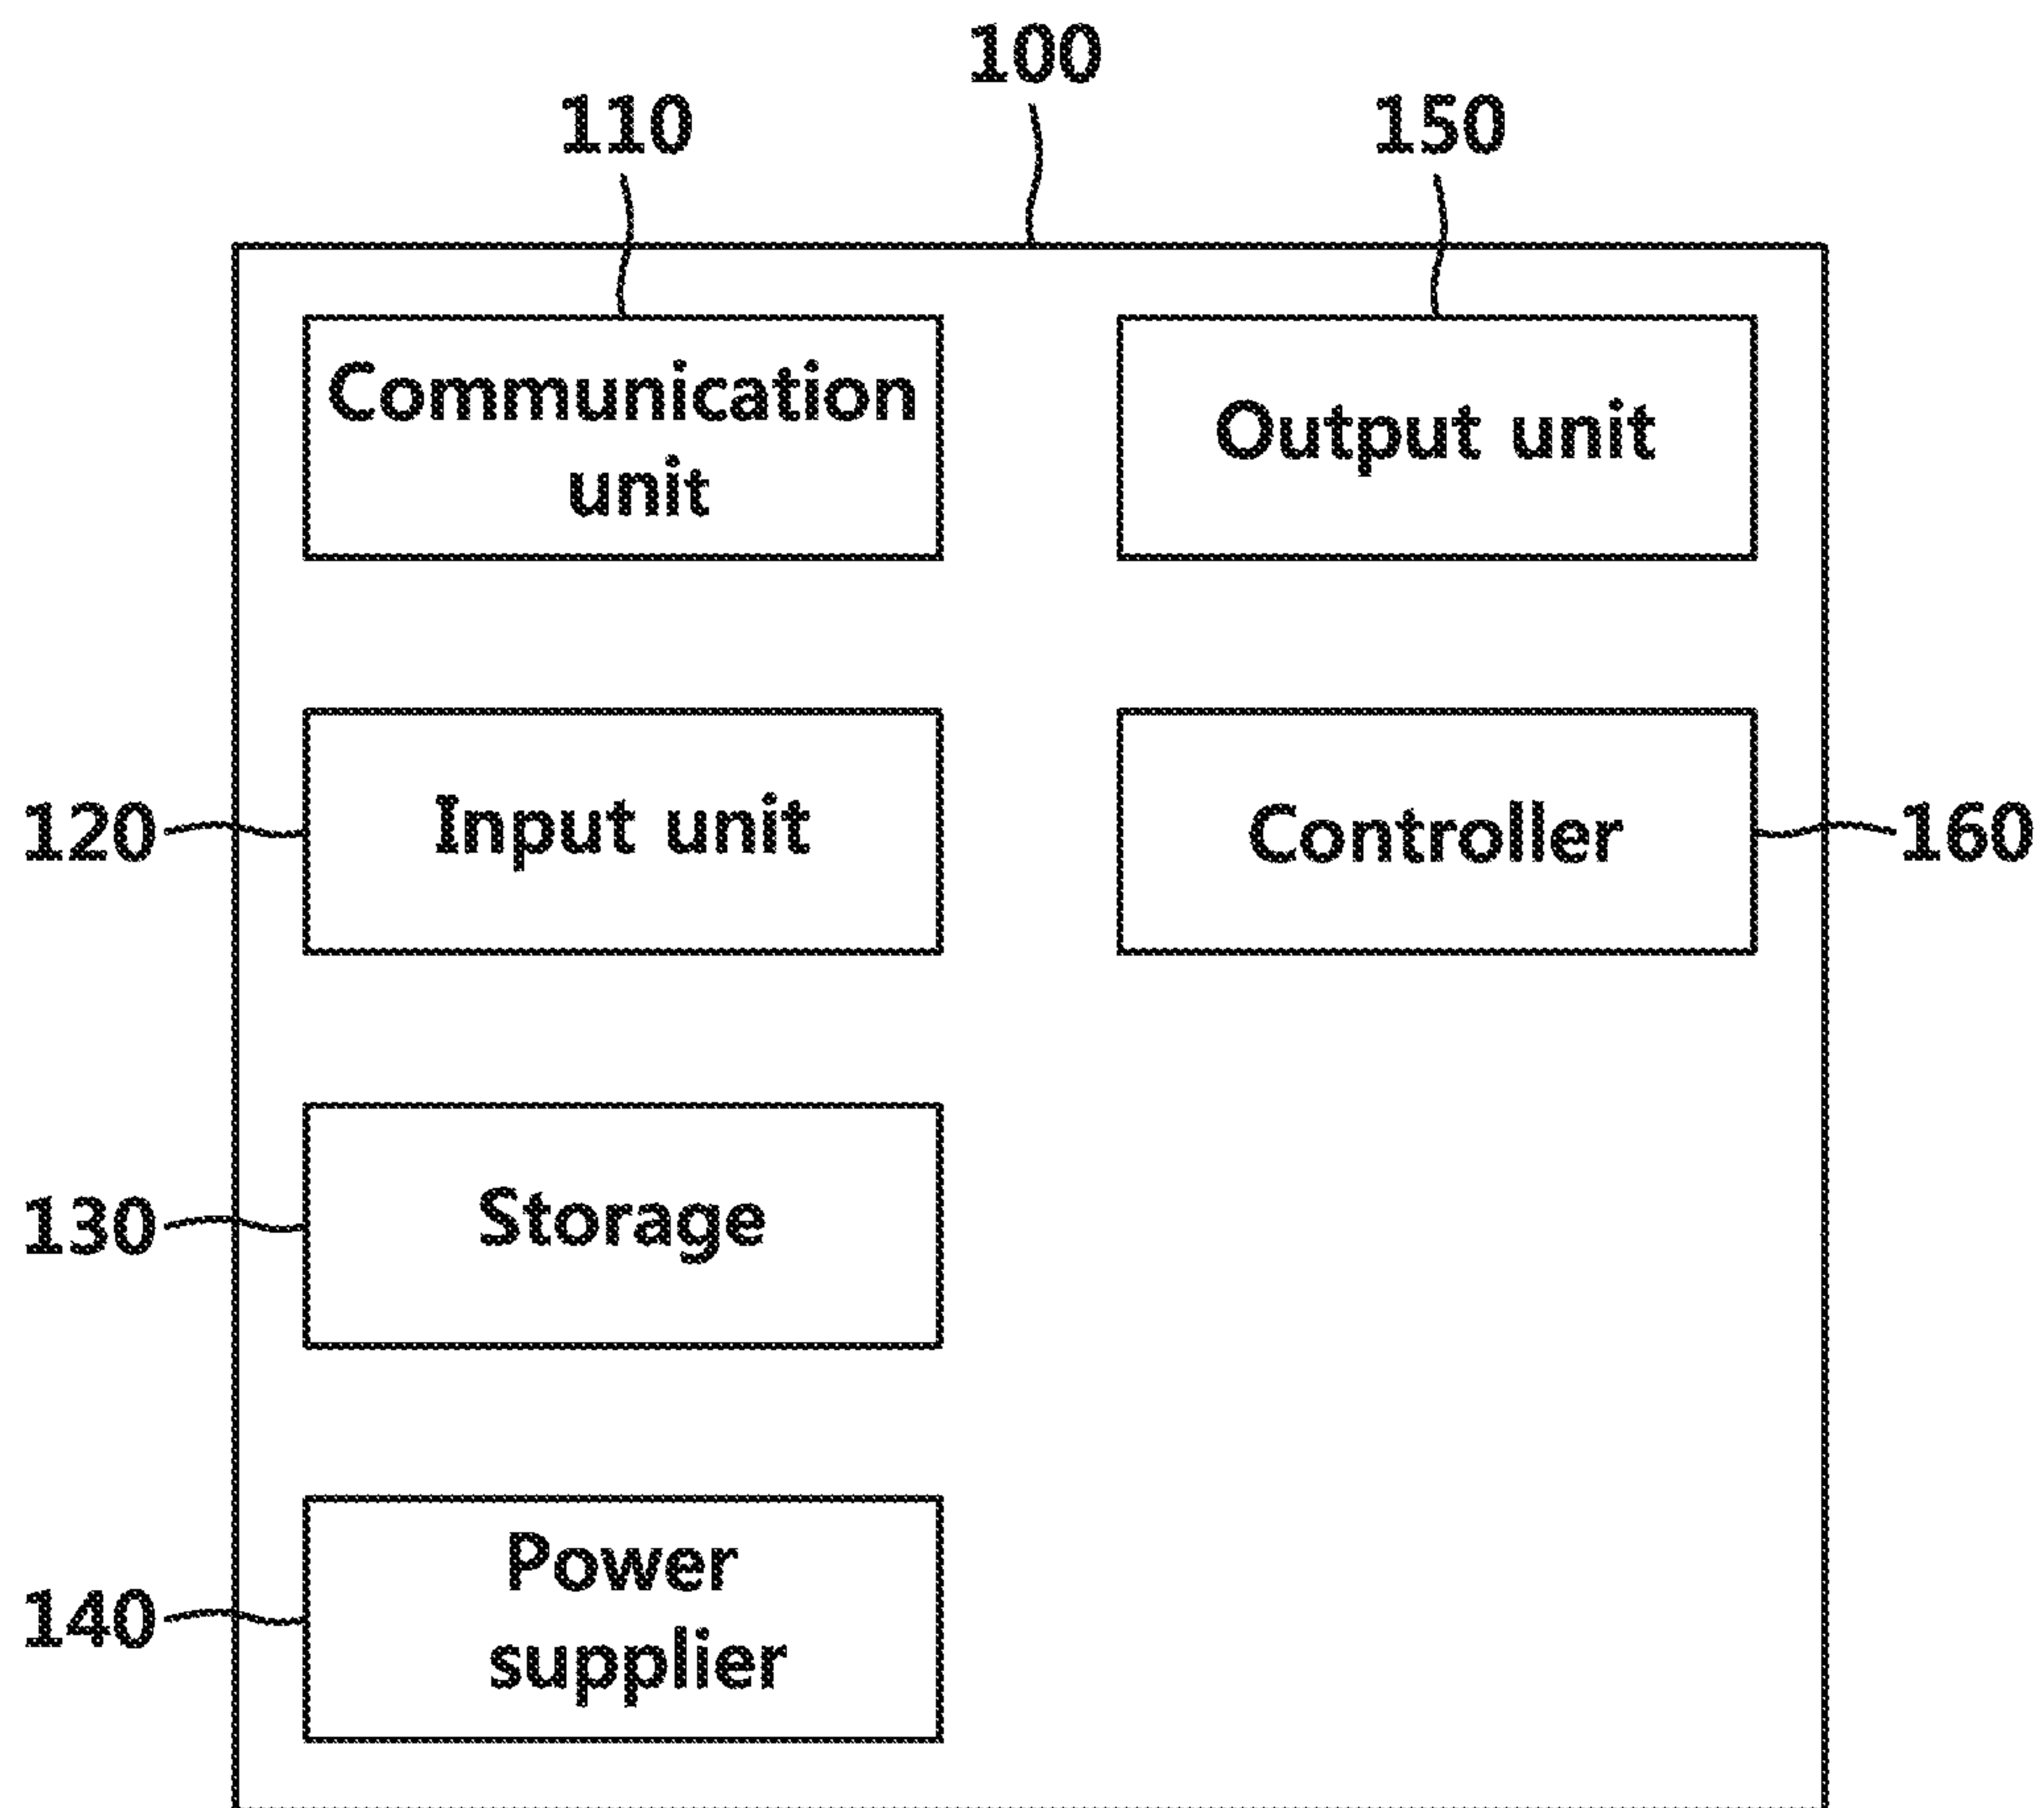 100
110
150
Communication
unit
Output unit
120
Input unit
Controller
160
130
Storage
140
Power
supplier